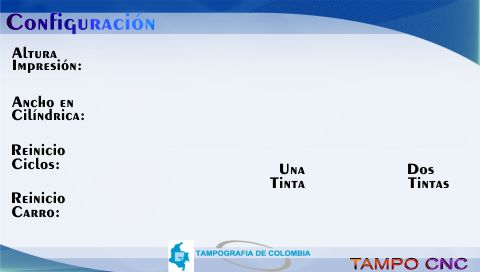 Configuración
Altura
Impresión:
Ancho en
Cilíndrica:
Reinicio
Ciclos:
Una
Tinta
Dos
Tintas
Reinicio
Carro:
TAMPOGRAFIA DE COLOMBIA
TAMPO CNC